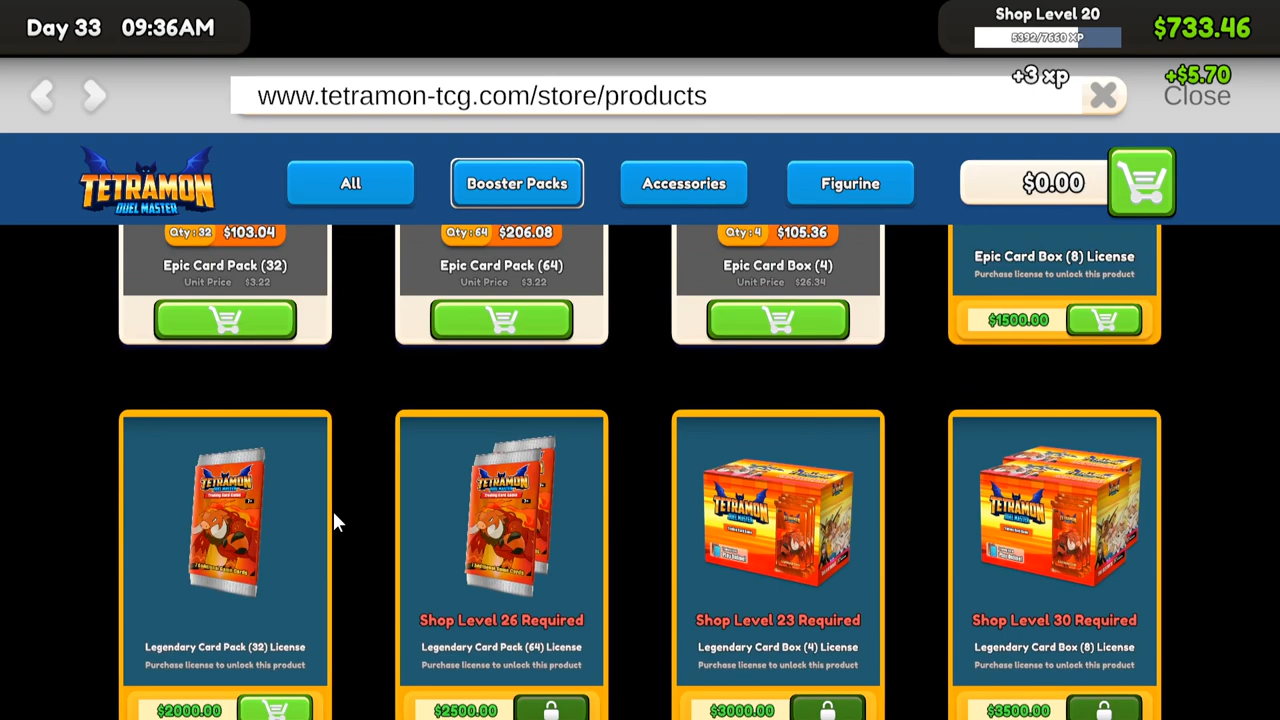 Day 33 09:36AM
Shop Level 20
5392/7660 XP
$733.46
+3 xp
+$5.70
www.tetramon-tcg.com/store/products
Close
TETRAMON
DUEL MASTER
All
Booster Packs
Accessories
Figurine
$0.00
Qty : 32 $103.04
Epic Card Pack (32)
Unit Price $3.22
Qty : 64 $206.08
Epic Card Pack (64)
Unit Price $3.22
Qty : 4 $105.36
Epic Card Box (4)
Unit Price $26.34
Epic Card Box (8) License
Purchase license to unlock this product
$1500.00
TETRAMON
Legendary Card Pack (32) License
Purchase license to unlock this product
$2000.00
TETRAMON
Shop Level 26 Required
Legendary Card Pack (64) License
Purchase license to unlock this product
$2500.00
TETRAMON
Shop Level 23 Required
Legendary Card Box (4) License
Purchase license to unlock this product
$3000.00
TETRAMON
Shop Level 30 Required
Legendary Card Box (8) License
Purchase license to unlock this product
$3500.00